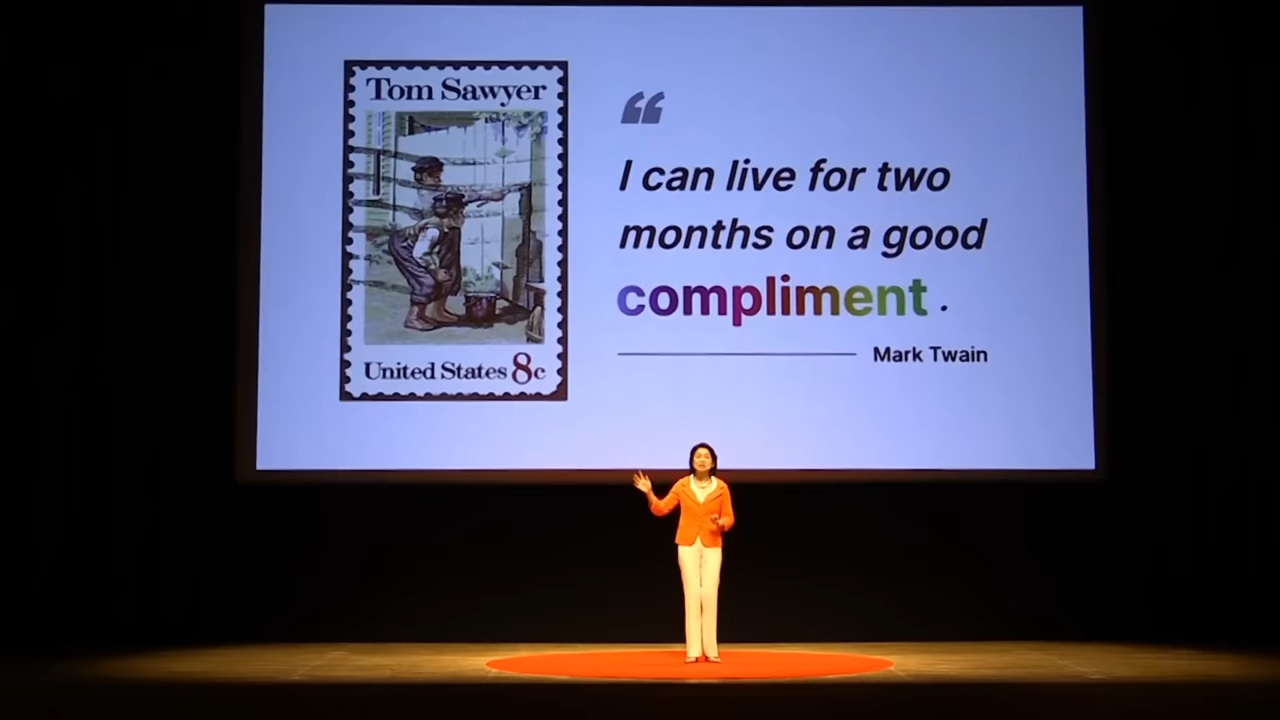 Tom Sawyer
United States 8c
“
I can live for two
months on a good
compliment .
Mark Twain